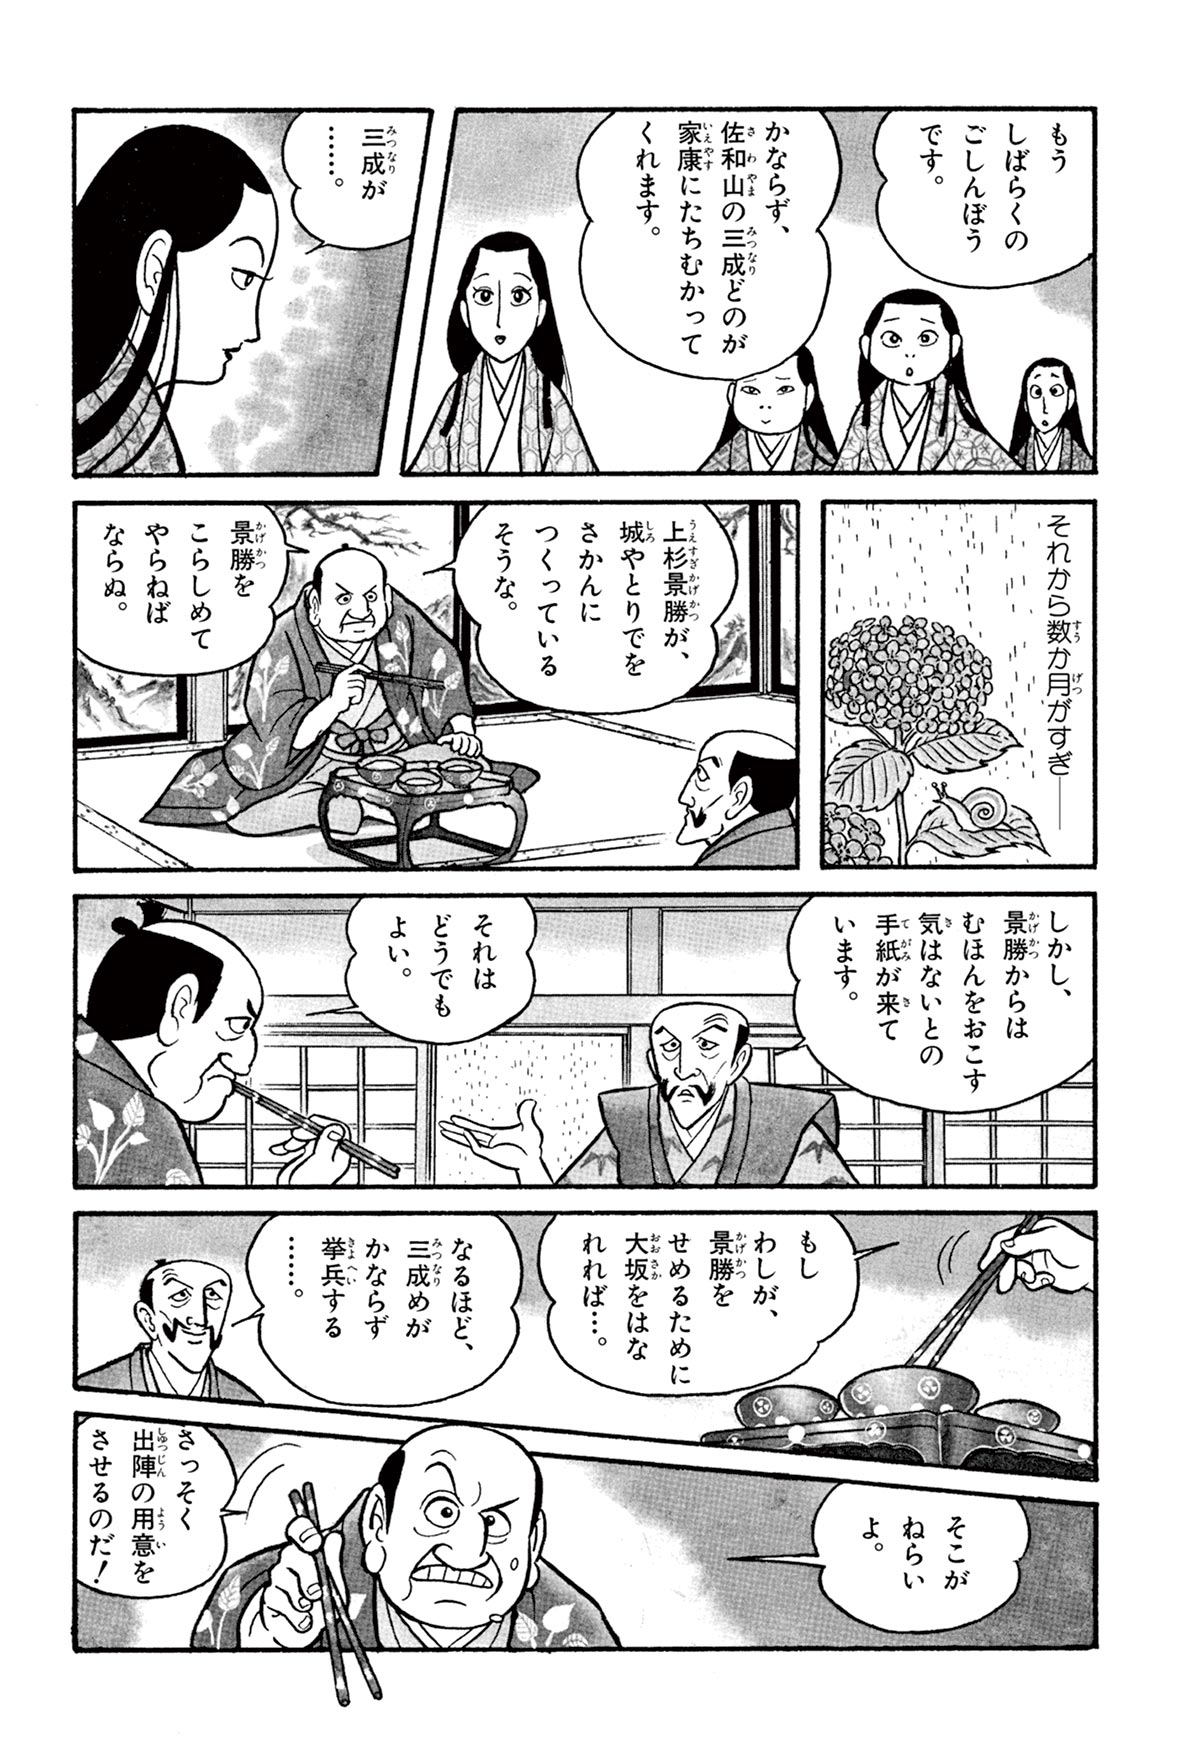 もう
しばらくの
ごしんぼう
です。
かならず、
佐和山の三成どのが
家康にたちむかって
くれます。
三成が
……。
それから数か月がすぎ――
上杉景勝が、
城やとりでを
さかんに
つくっている
そうな。
景勝を
こらしめて
やらねば
ならぬ。
しかし、
景勝からは
むほんをおこす
気はないとの
手紙が来て
います。
それは
どうでも
よい。
もし
わしが、
景勝を
せめるために
大坂をはな
れれば…。
なるほど、
三成めが
かならず
挙兵する
……。
そこが
ねらい
よ。
さっそく
出陣の用意を
させるのだ！